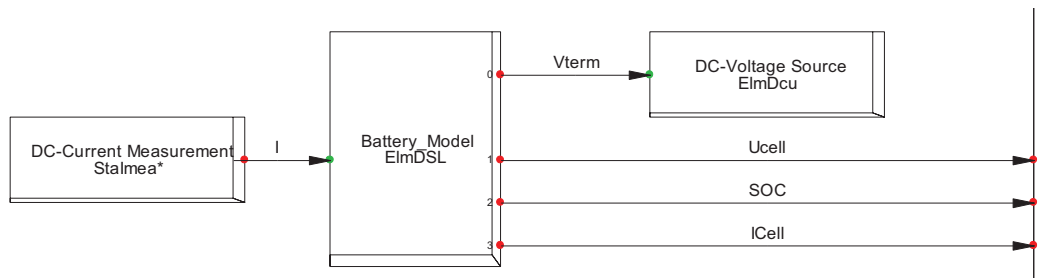 DC-Current Measurement
StaImea*
I
Battery_Model
ElmDSL
0
1
2
3
Vterm
DC-Voltage Source
ElmDcu
Ucell
SOC
ICell